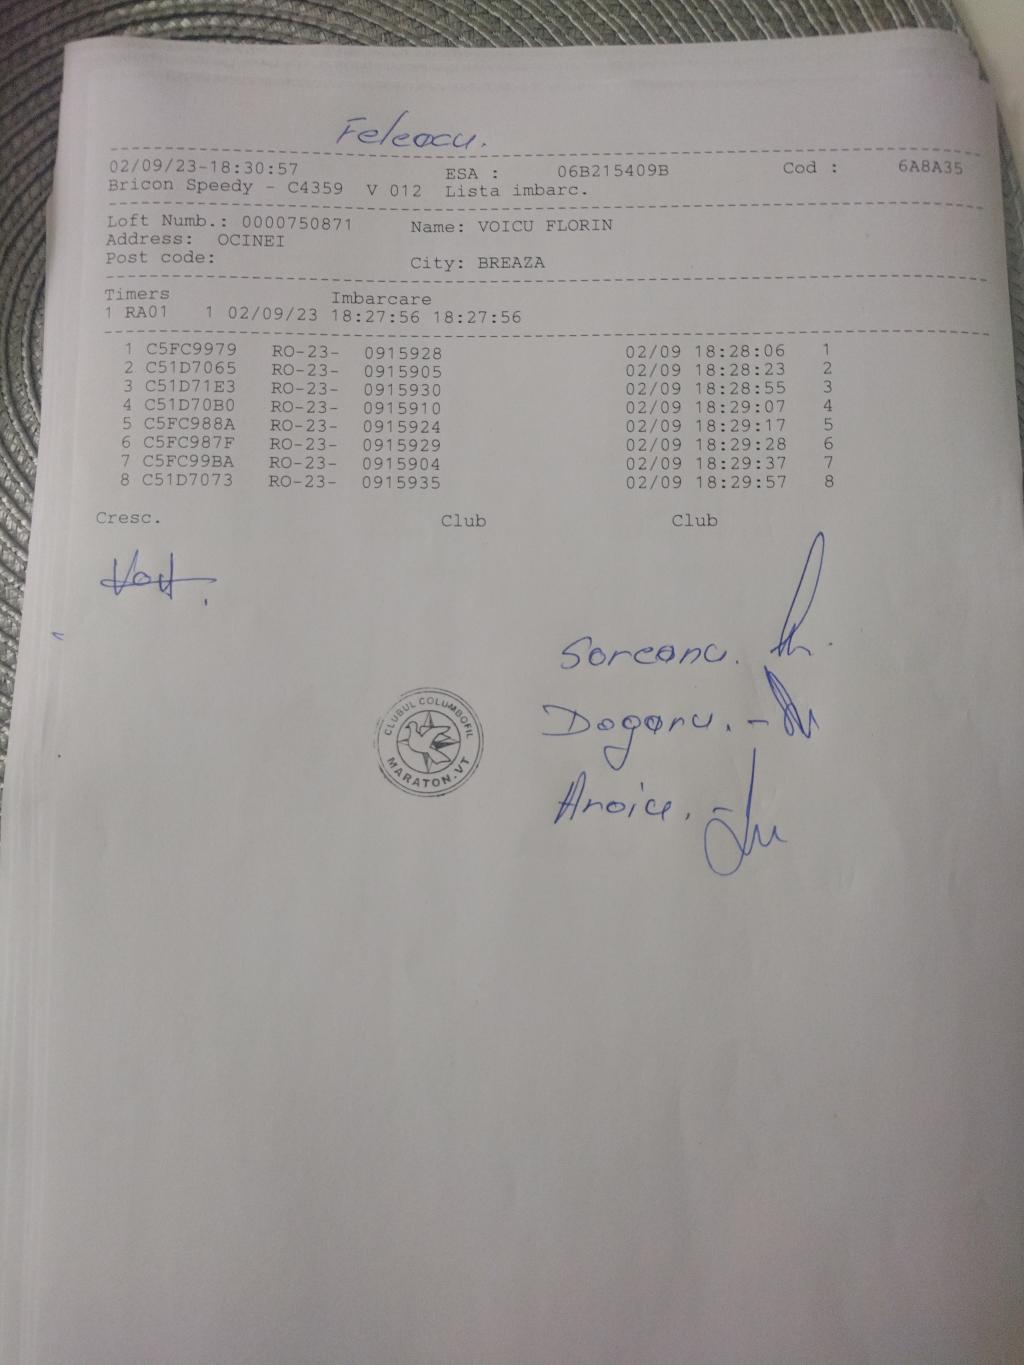 Feleacu.
02/09/23-18:30:57 ESA : 06B215409B Cod : 6A8A35
Bricon Speedy - C4359 V 012 Lista imbarc.
Loft Numb.: 0000750871 Name: VOICU FLORIN
Address: OCINEI
Post code: City: BREAZA
Timers Imbarcare
1 RA01 1 02/09/23 18:27:56 18:27:56
1 C5FC9979 RO-23- 0915928 02/09 18:28:06 1
2 C51D7065 RO-23- 0915905 02/09 18:28:23 2
3 C51D71E3 RO-23- 0915930 02/09 18:28:55 3
4 C51D70B0 RO-23- 0915910 02/09 18:29:07 4
5 C5FC988A RO-23- 0915924 02/09 18:29:17 5
6 C5FC987F RO-23- 0915929 02/09 18:29:28 6
7 C5FC99BA RO-23- 0915904 02/09 18:29:37 7
8 C51D7073 RO-23- 0915935 02/09 18:29:57 8
Cresc. Club Club
Soreanu.
Dogaru.
Anoiu.
CLUBUL COLUMBOFIL
MARATON-VT